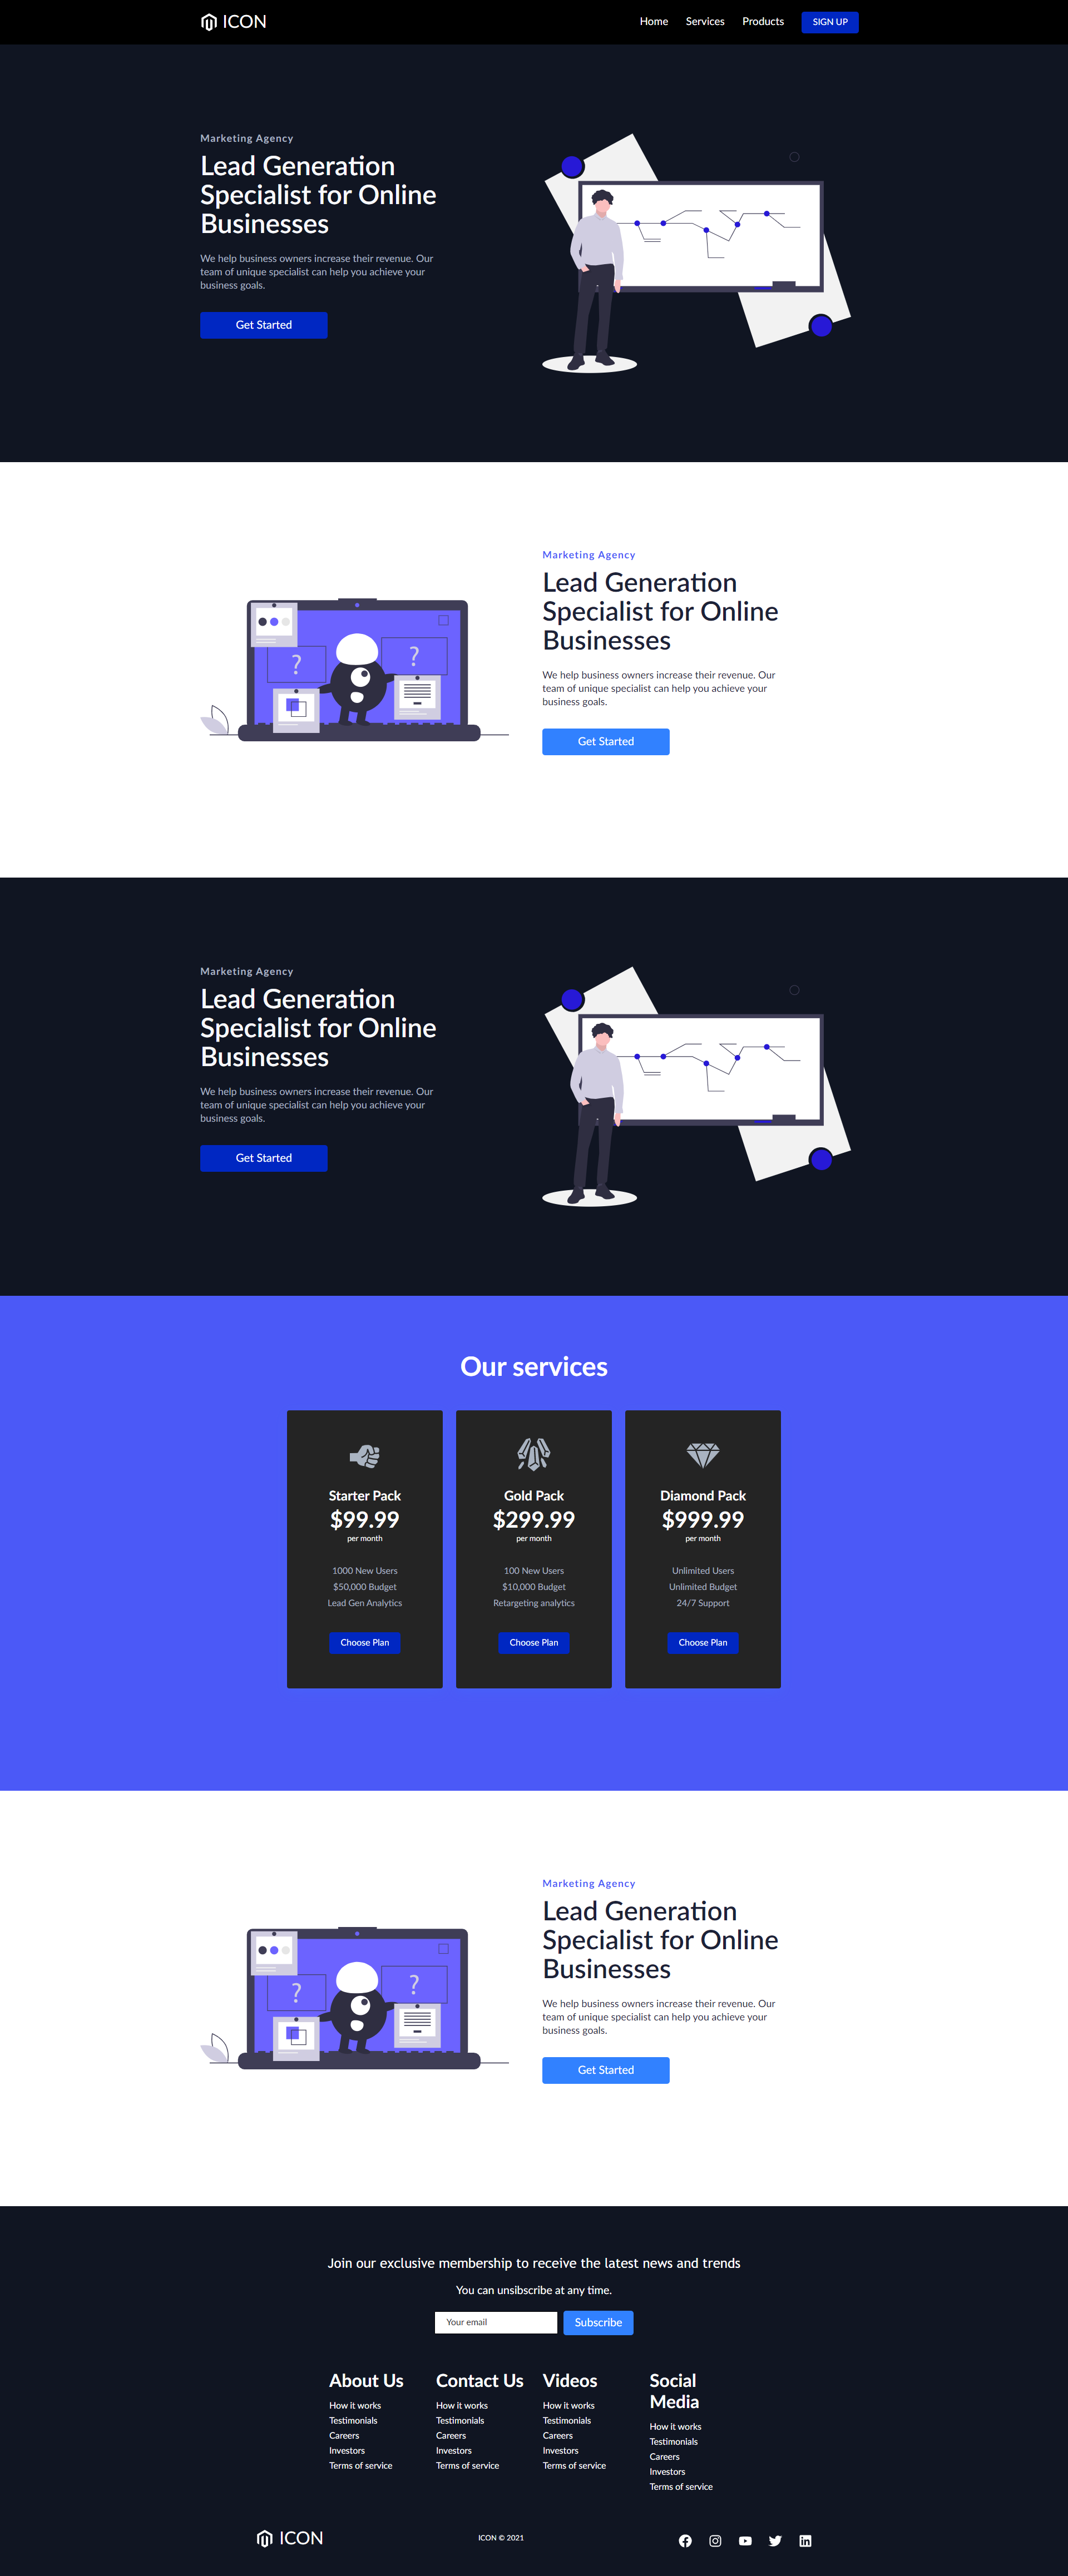 ICON
Home Services Products SIGN UP
Marketing Agency
Lead Generation
Specialist for Online
Businesses
We help business owners increase their revenue. Our
team of unique specialist can help you achieve your
business goals.
Get Started
Marketing Agency
Lead Generation
Specialist for Online
Businesses
We help business owners increase their revenue. Our
team of unique specialist can help you achieve your
business goals.
Get Started
? ?
Marketing Agency
Lead Generation
Specialist for Online
Businesses
We help business owners increase their revenue. Our
team of unique specialist can help you achieve your
business goals.
Get Started
Our services
Starter Pack
$99.99
per month
1000 New Users
$50,000 Budget
Lead Gen Analytics
Choose Plan
Gold Pack
$299.99
per month
100 New Users
$10,000 Budget
Retargeting analytics
Choose Plan
Diamond Pack
$999.99
per month
Unlimited Users
Unlimited Budget
24/7 Support
Choose Plan
Marketing Agency
Lead Generation
Specialist for Online
Businesses
We help business owners increase their revenue. Our
team of unique specialist can help you achieve your
business goals.
Get Started
? ?
Join our exclusive membership to receive the latest news and trends
You can unsibscribe at any time.
Your email
Subscribe
About Us
How it works
Testimonials
Careers
Investors
Terms of service
Contact Us
How it works
Testimonials
Careers
Investors
Terms of service
Videos
How it works
Testimonials
Careers
Investors
Terms of service
Social
Media
How it works
Testimonials
Careers
Investors
Terms of service
ICON
ICON © 2021